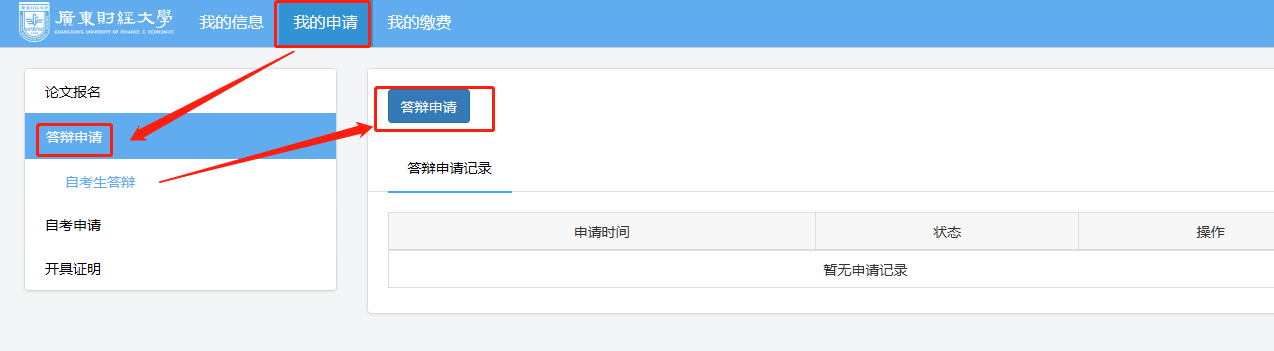 廣東財經大學
GUANGDONG UNIVERSITY OF FINANCE & ECONOMICS
我的信息
我的申请
我的缴费
论文报名
答辩申请
自考生答辩
自考申请
开具证明
答辩申请
答辩申请记录
申请时间 状态 操作
暂无申请记录